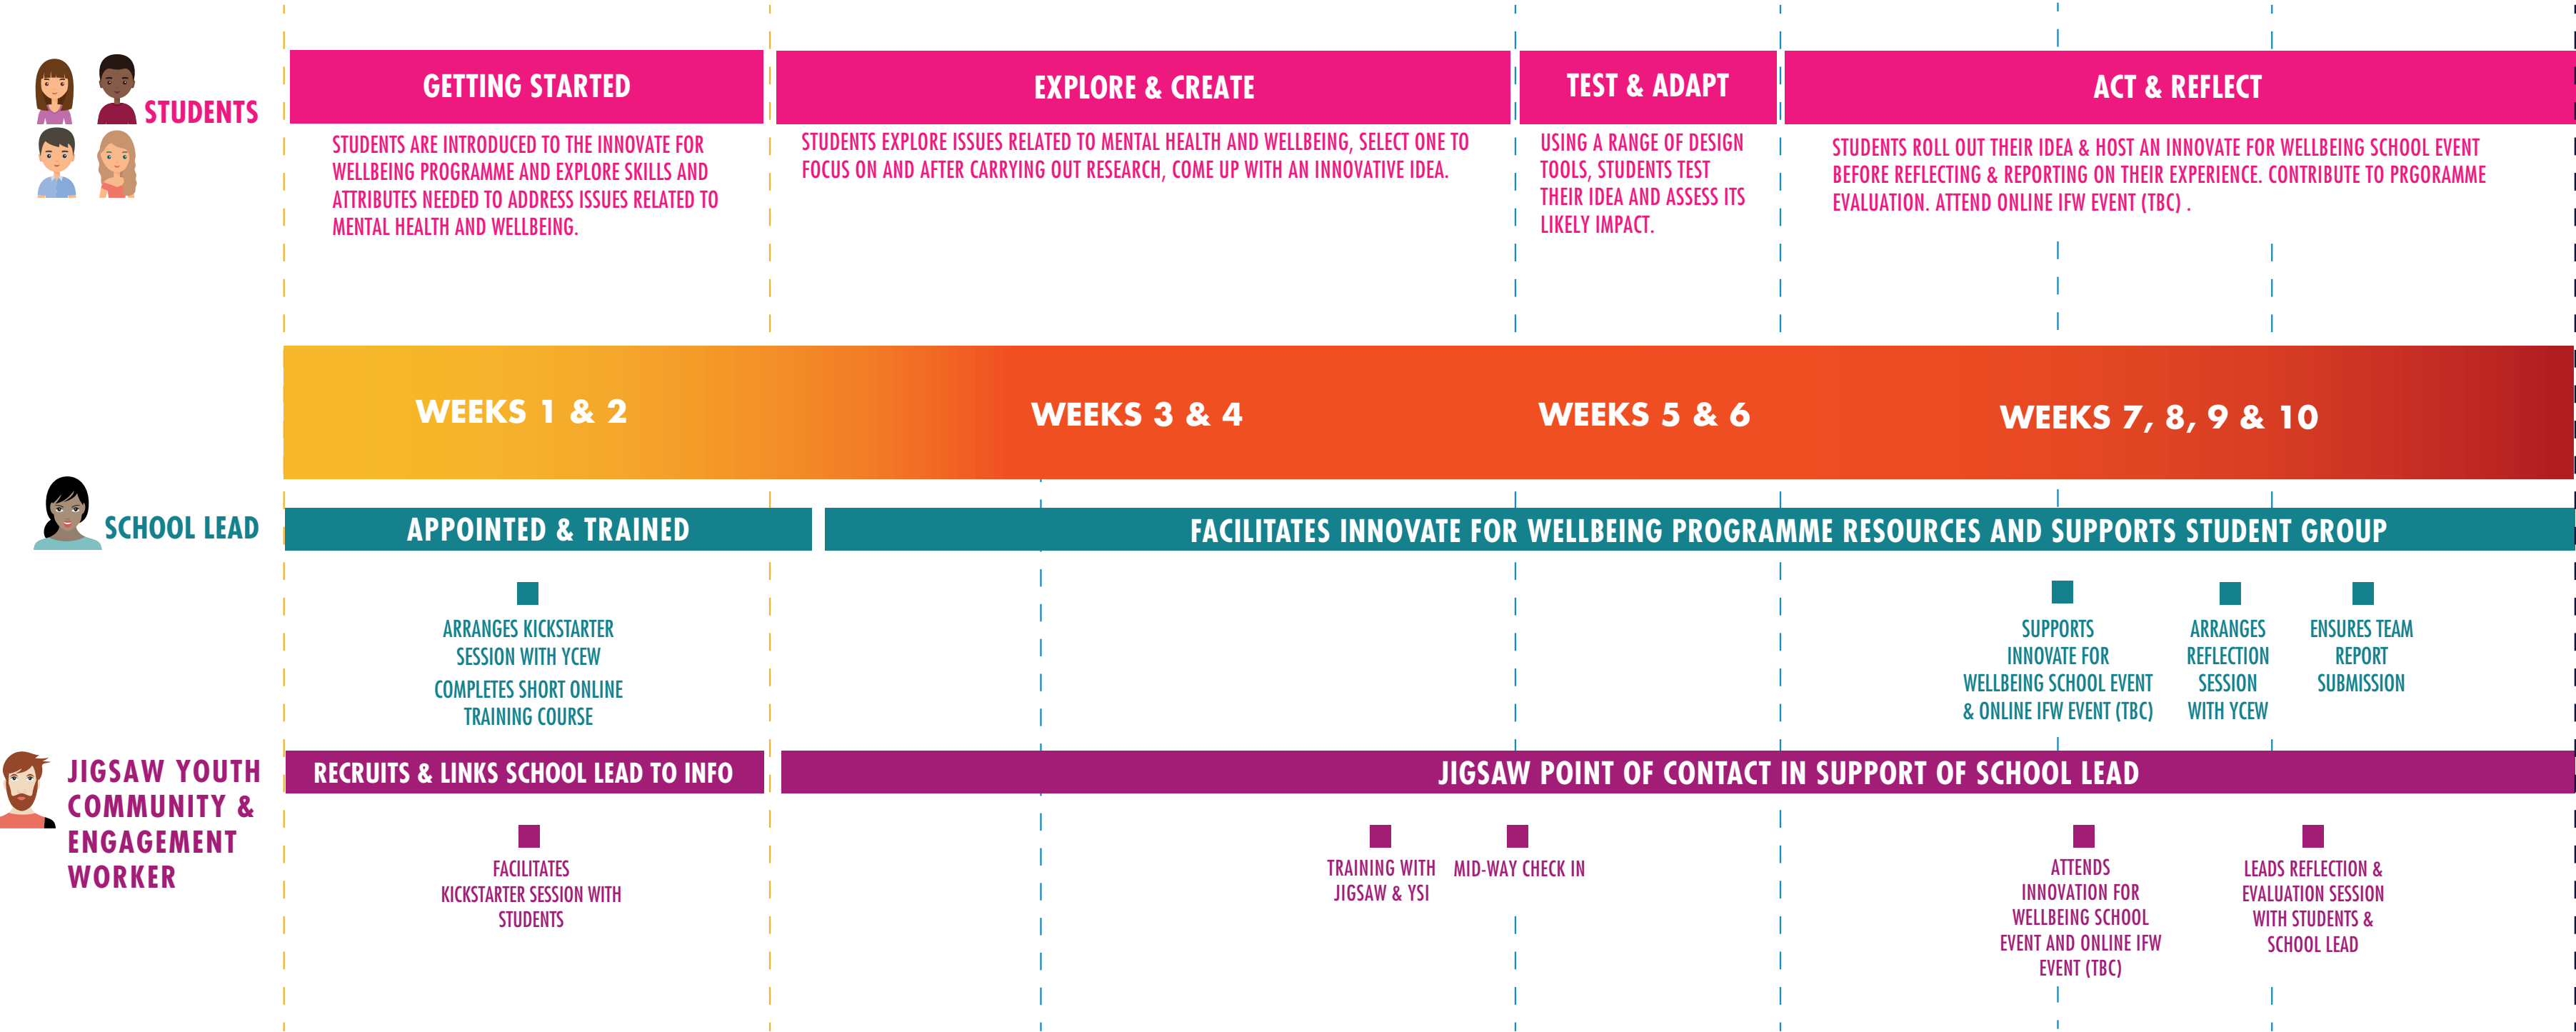 STUDENTS
GETTING STARTED
STUDENTS ARE INTRODUCED TO THE INNOVATE FOR
WELLBEING PROGRAMME AND EXPLORE SKILLS AND
ATTRIBUTES NEEDED TO ADDRESS ISSUES RELATED TO
MENTAL HEALTH AND WELLBEING.
EXPLORE & CREATE
STUDENTS EXPLORE ISSUES RELATED TO MENTAL HEALTH AND WELLBEING, SELECT ONE TO
FOCUS ON AND AFTER CARRYING OUT RESEARCH, COME UP WITH AN INNOVATIVE IDEA.
TEST & ADAPT
USING A RANGE OF DESIGN
TOOLS, STUDENTS TEST
THEIR IDEA AND ASSESS ITS
LIKELY IMPACT.
ACT & REFLECT
STUDENTS ROLL OUT THEIR IDEA & HOST AN INNOVATE FOR WELLBEING SCHOOL EVENT
BEFORE REFLECTING & REPORTING ON THEIR EXPERIENCE. CONTRIBUTE TO PRGORAMME
EVALUATION. ATTEND ONLINE IFW EVENT (TBC) .
WEEKS 1 & 2
WEEKS 3 & 4
WEEKS 5 & 6
WEEKS 7, 8, 9 & 10
SCHOOL LEAD
APPOINTED & TRAINED
FACILITATES INNOVATE FOR WELLBEING PROGRAMME RESOURCES AND SUPPORTS STUDENT GROUP
ARRANGES KICKSTARTER
SESSION WITH YCEW
COMPLETES SHORT ONLINE
TRAINING COURSE
SUPPORTS
INNOVATE FOR
WELLBEING SCHOOL EVENT
& ONLINE IFW EVENT (TBC)
ARRANGES
REFLECTION
SESSION
WITH YCEW
ENSURES TEAM
REPORT
SUBMISSION
JIGSAW YOUTH
COMMUNITY &
ENGAGEMENT
WORKER
RECRUITS & LINKS SCHOOL LEAD TO INFO
JIGSAW POINT OF CONTACT IN SUPPORT OF SCHOOL LEAD
FACILITATES
KICKSTARTER SESSION WITH
STUDENTS
TRAINING WITH
JIGSAW & YSI
MID-WAY CHECK IN
ATTENDS
INNOVATION FOR
WELLBEING SCHOOL
EVENT AND ONLINE IFW
EVENT (TBC)
LEADS REFLECTION &
EVALUATION SESSION
WITH STUDENTS &
SCHOOL LEAD